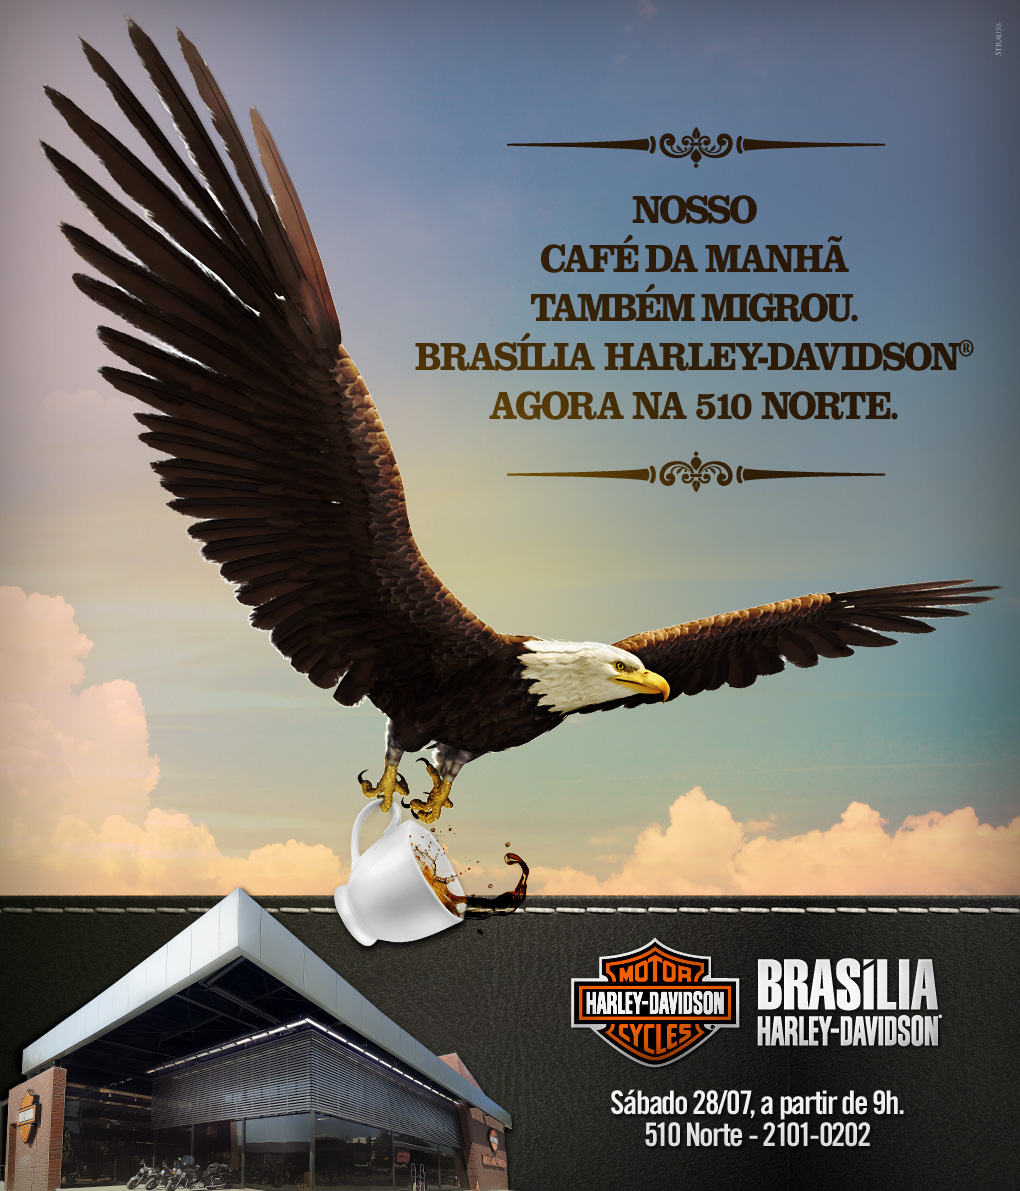 STRAUSS
NOSSO
CAFÉ DA MANHÃ
TAMBÉM MIGROU.
BRASÍLIA HARLEY-DAVIDSON®
AGORA NA 510 NORTE.
MOTOR
HARLEY-DAVIDSON
CYCLES
BRASÍLIA
HARLEY-DAVIDSON
Sábado 28/07, a partir de 9h.
510 Norte - 2101-0202